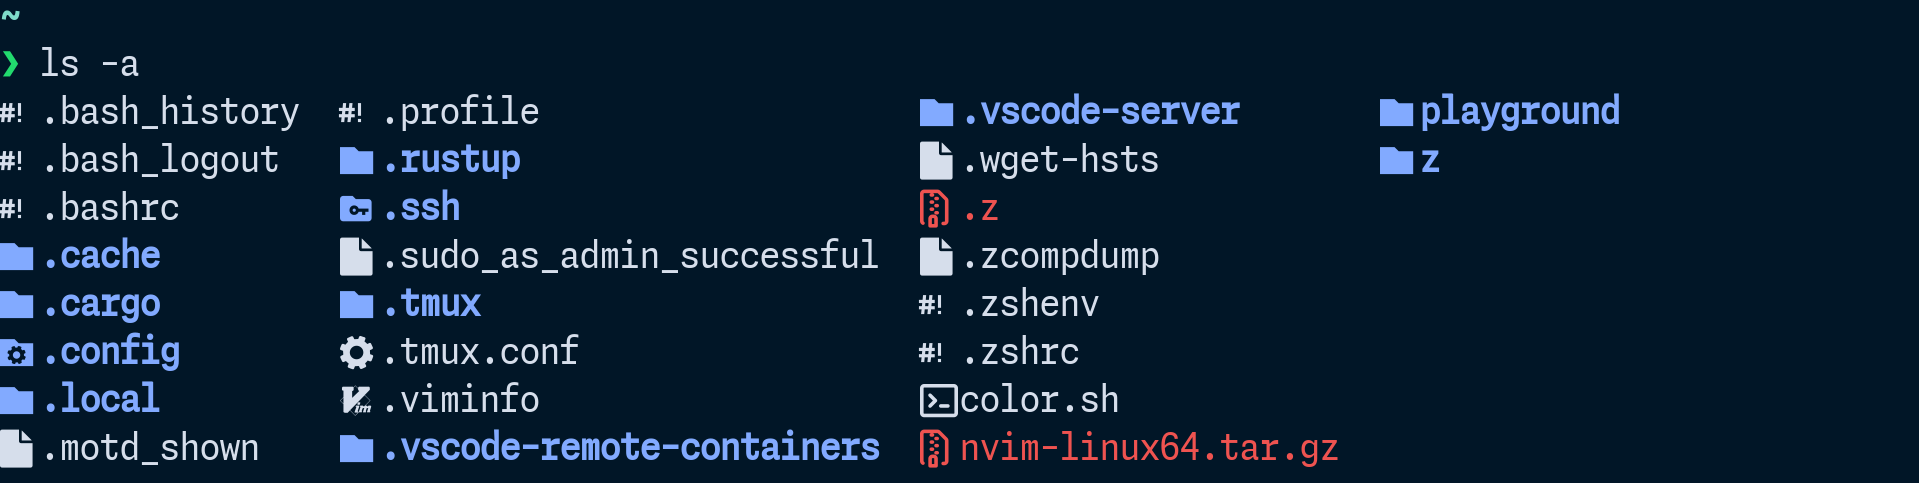 ~
❯ ls -a
#! .bash_history #! .profile .vscode-server playground
#! .bash_logout .rustup .wget-hsts z
#! .bashrc .ssh .z
.cache .sudo_as_admin_successful .zcompdump
.cargo .tmux #! .zshenv
.config .tmux.conf #! .zshrc
.local .viminfo color.sh
.motd_shown .vscode-remote-containers nvim-linux64.tar.gz